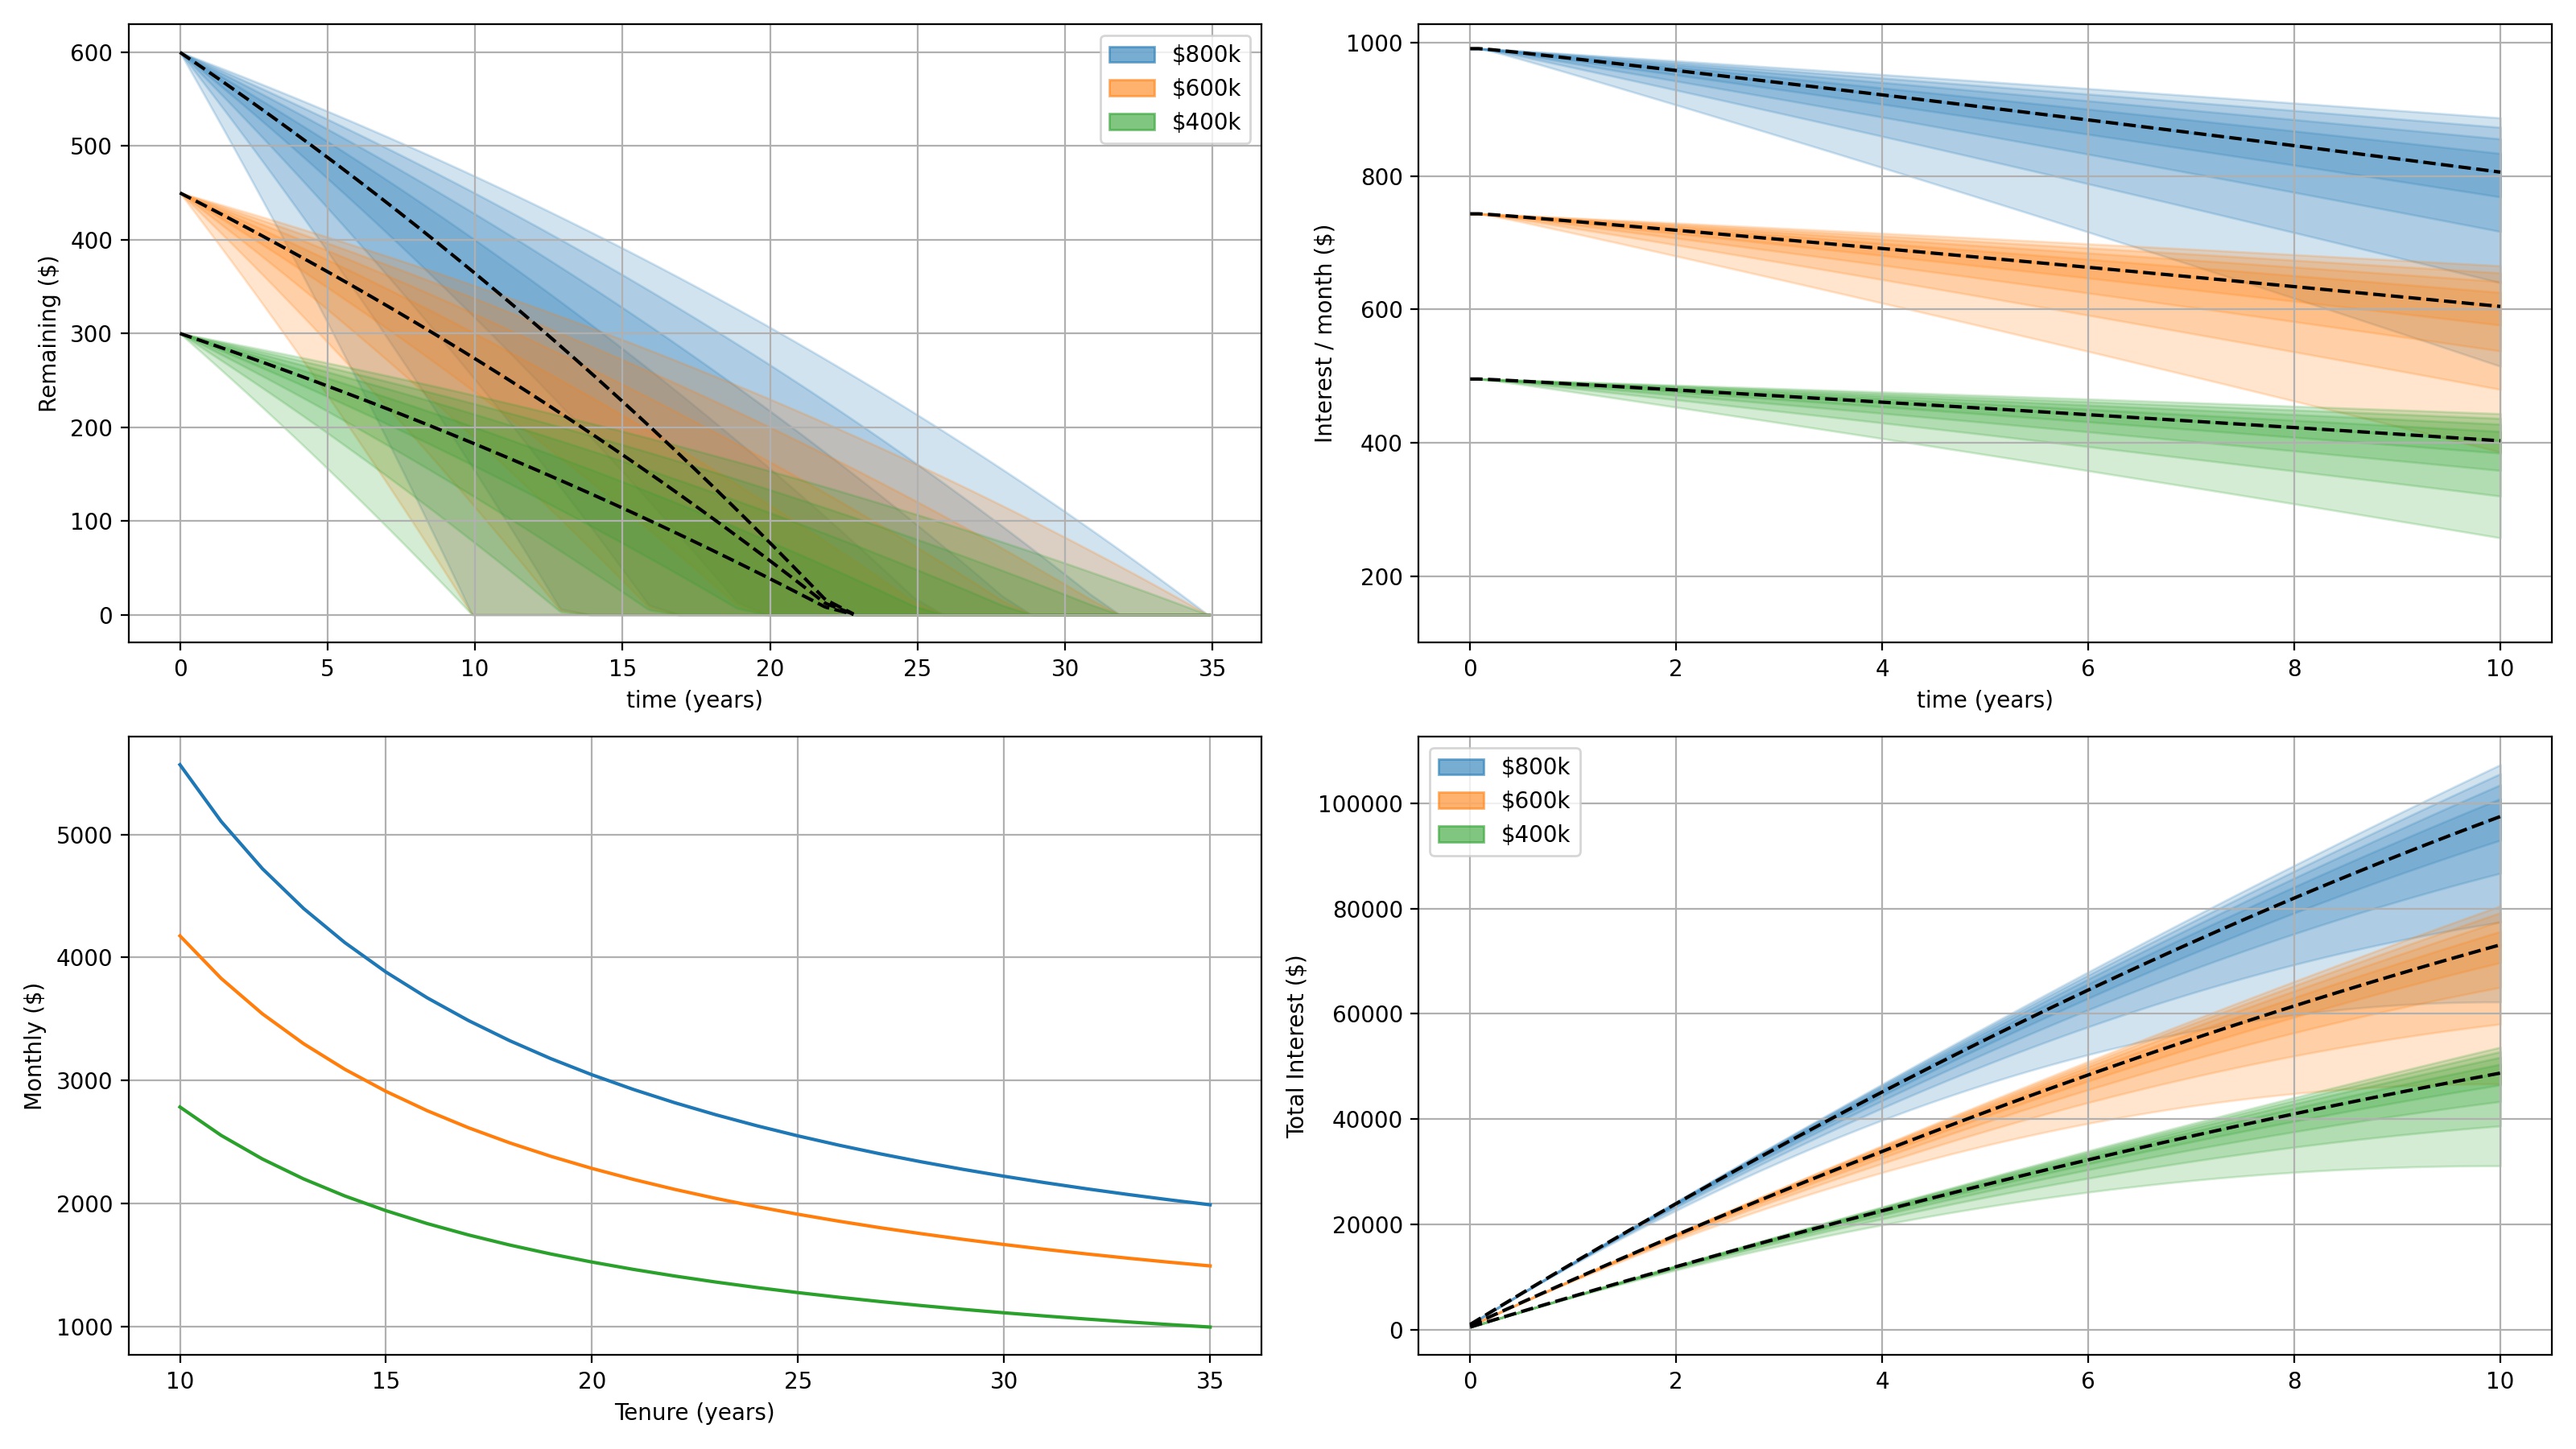 Remaining ($)
600
500
400
300
200
100
0
$800k
$600k
$400k
0 5 10 15 20 25 30 35
time (years)
Interest / month ($)
1000
800
600
400
200
0 2 4 6 8 10
time (years)
Monthly ($)
5000
4000
3000
2000
1000
10 15 20 25 30 35
Tenure (years)
Total Interest ($)
100000
80000
60000
40000
20000
0
$800k
$600k
$400k
0 2 4 6 8 10